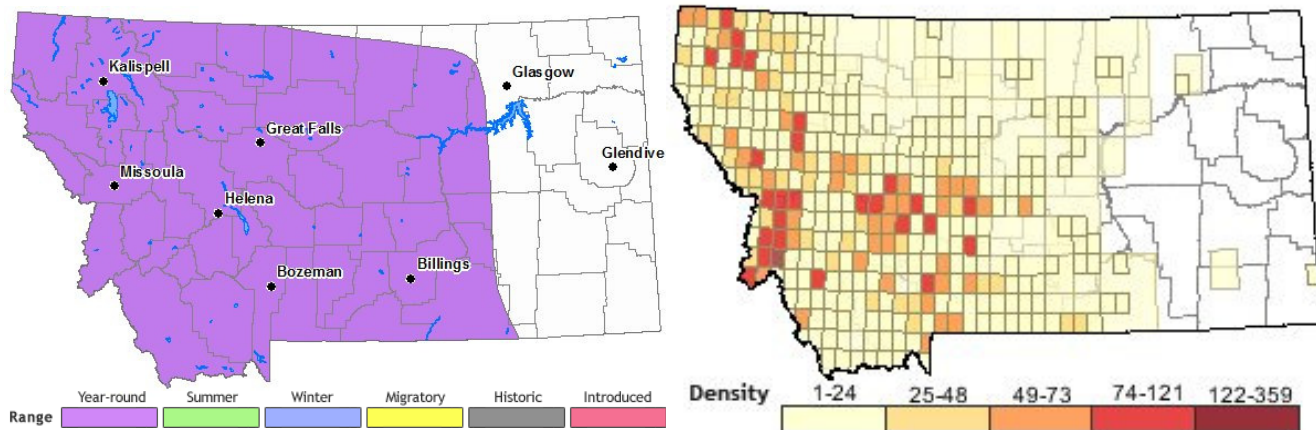 Kalispell
Glasgow
Great Falls
Glendive
Missoula
Helena
Bozeman
Billings
Range Year-round Summer Winter Migratory Historic Introduced
Density 1-24 25-48 49-73 74-121 122-359